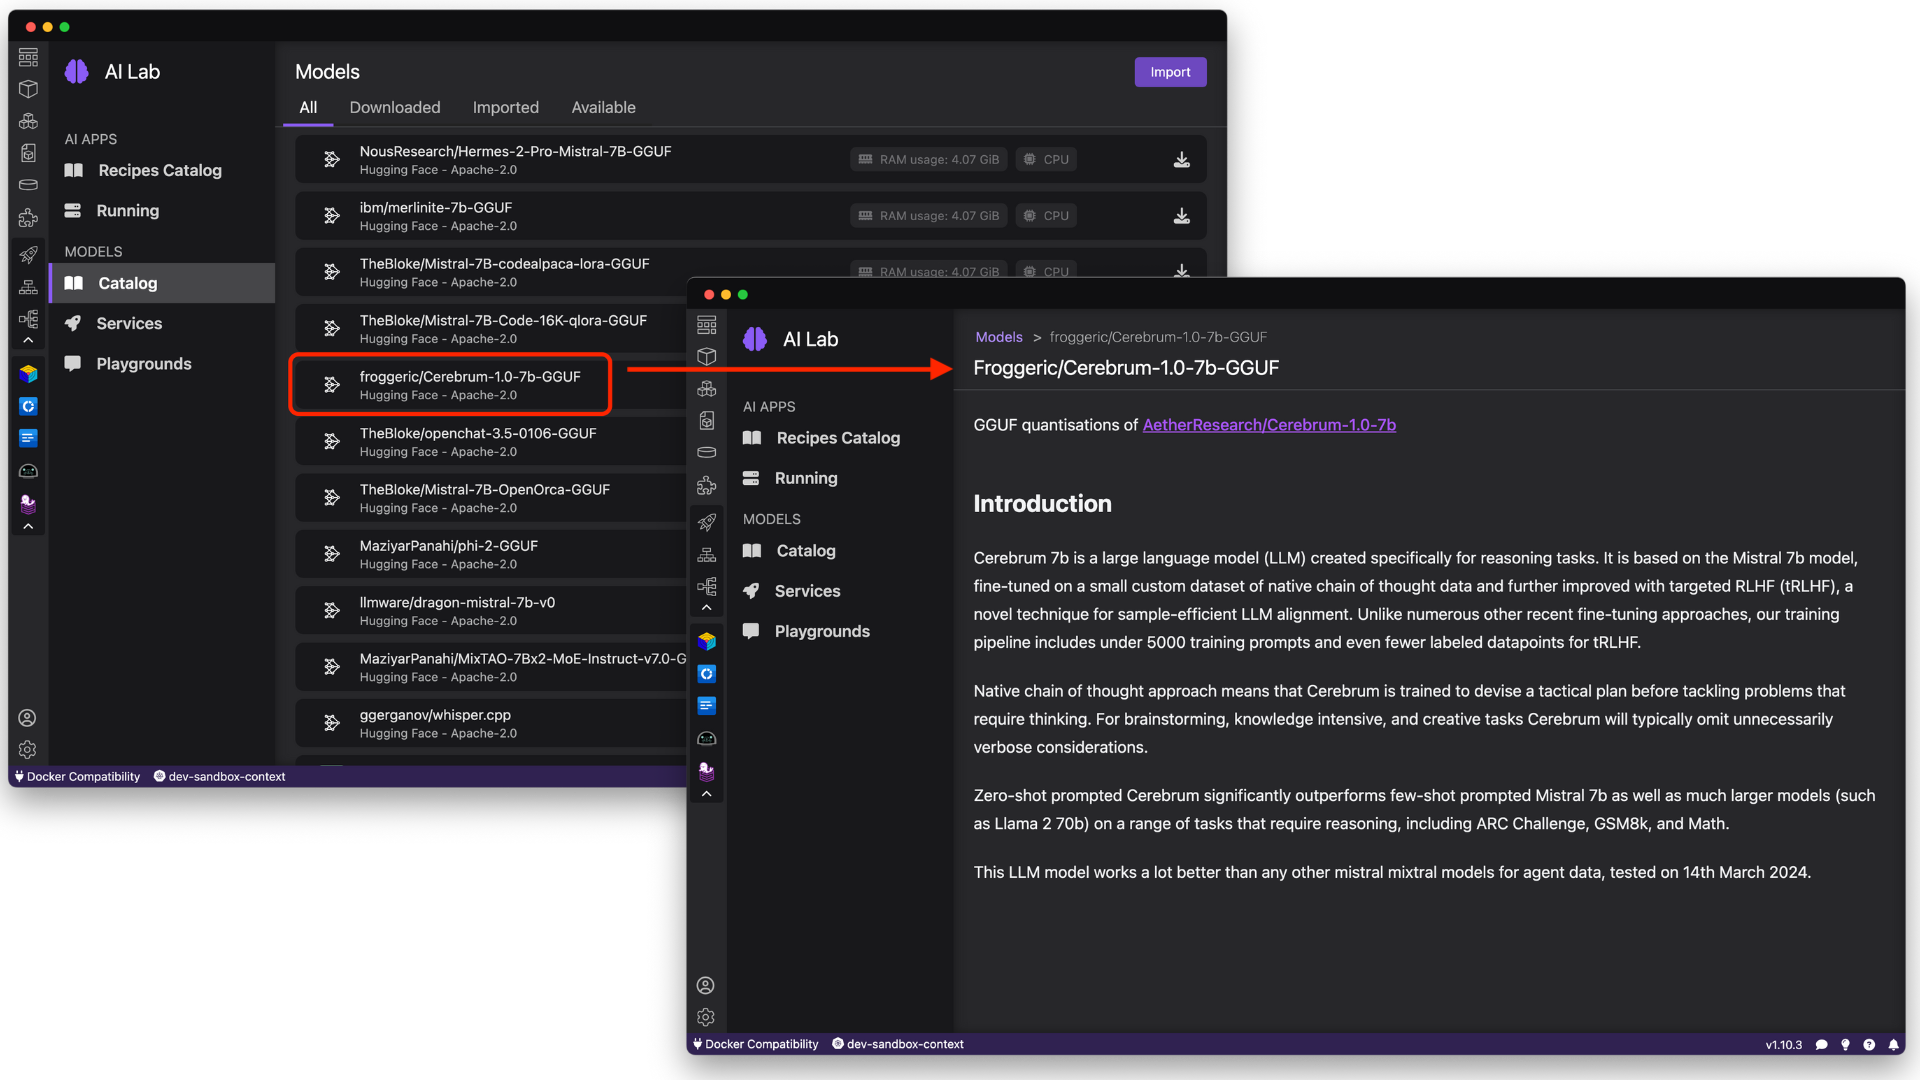 AI Lab
AI APPS
Recipes Catalog
Running
MODELS
Catalog
Services
Playgrounds
Models
Import
All
Downloaded
Imported
Available
NousResearch/Hermes-2-Pro-Mistral-7B-GGUF
Hugging Face - Apache-2.0
RAM usage: 4.07 GiB
CPU
ibm/merlinite-7b-GGUF
Hugging Face - Apache-2.0
RAM usage: 4.07 GiB
CPU
TheBloke/Mistral-7B-codealpaca-lora-GGUF
Hugging Face - Apache-2.0
RAM usage: 4.07 GiB
CPU
TheBloke/Mistral-7B-Code-16K-qlora-GGUF
Hugging Face - Apache-2.0
froggeric/Cerebrum-1.0-7b-GGUF
Hugging Face - Apache-2.0
TheBloke/openchat-3.5-0106-GGUF
Hugging Face - Apache-2.0
TheBloke/Mistral-7B-OpenOrca-GGUF
Hugging Face - Apache-2.0
MaziyarPanahi/phi-2-GGUF
Hugging Face - Apache-2.0
llmware/dragon-mistral-7b-v0
Hugging Face - Apache-2.0
MaziyarPanahi/MixTAO-7Bx2-MoE-Instruct-v7.0-G
Hugging Face - Apache-2.0
ggerganov/whisper.cpp
Hugging Face - Apache-2.0
Docker Compatibility
dev-sandbox-context
AI Lab
AI APPS
Recipes Catalog
Running
MODELS
Catalog
Services
Playgrounds
Models > froggeric/Cerebrum-1.0-7b-GGUF
Froggeric/Cerebrum-1.0-7b-GGUF
GGUF quantisations of AetherResearch/Cerebrum-1.0-7b
Introduction
Cerebrum 7b is a large language model (LLM) created specifically for reasoning tasks. It is based on the Mistral 7b model,
fine-tuned on a small custom dataset of native chain of thought data and further improved with targeted RLHF (tRLHF), a
novel technique for sample-efficient LLM alignment. Unlike numerous other recent fine-tuning approaches, our training
pipeline includes under 5000 training prompts and even fewer labeled datapoints for tRLHF.
Native chain of thought approach means that Cerebrum is trained to devise a tactical plan before tackling problems that
require thinking. For brainstorming, knowledge intensive, and creative tasks Cerebrum will typically omit unnecessarily
verbose considerations.
Zero-shot prompted Cerebrum significantly outperforms few-shot prompted Mistral 7b as well as much larger models (such
as Llama 2 70b) on a range of tasks that require reasoning, including ARC Challenge, GSM8k, and Math.
This LLM model works a lot better than any other mistral mixtral models for agent data, tested on 14th March 2024.
Docker Compatibility
dev-sandbox-context
v1.10.3